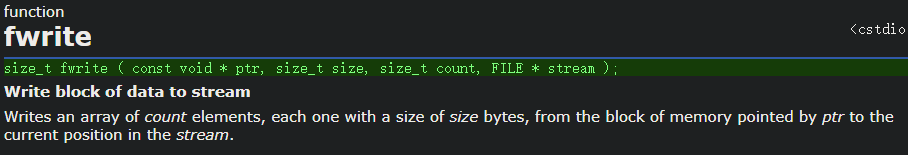 function
fwrite
<cstdio
size_t fwrite ( const void * ptr, size_t size, size_t count, FILE * stream );
Write block of data to stream
Writes an array of count elements, each one with a size of size bytes, from the block of memory pointed by ptr to the
current position in the stream.